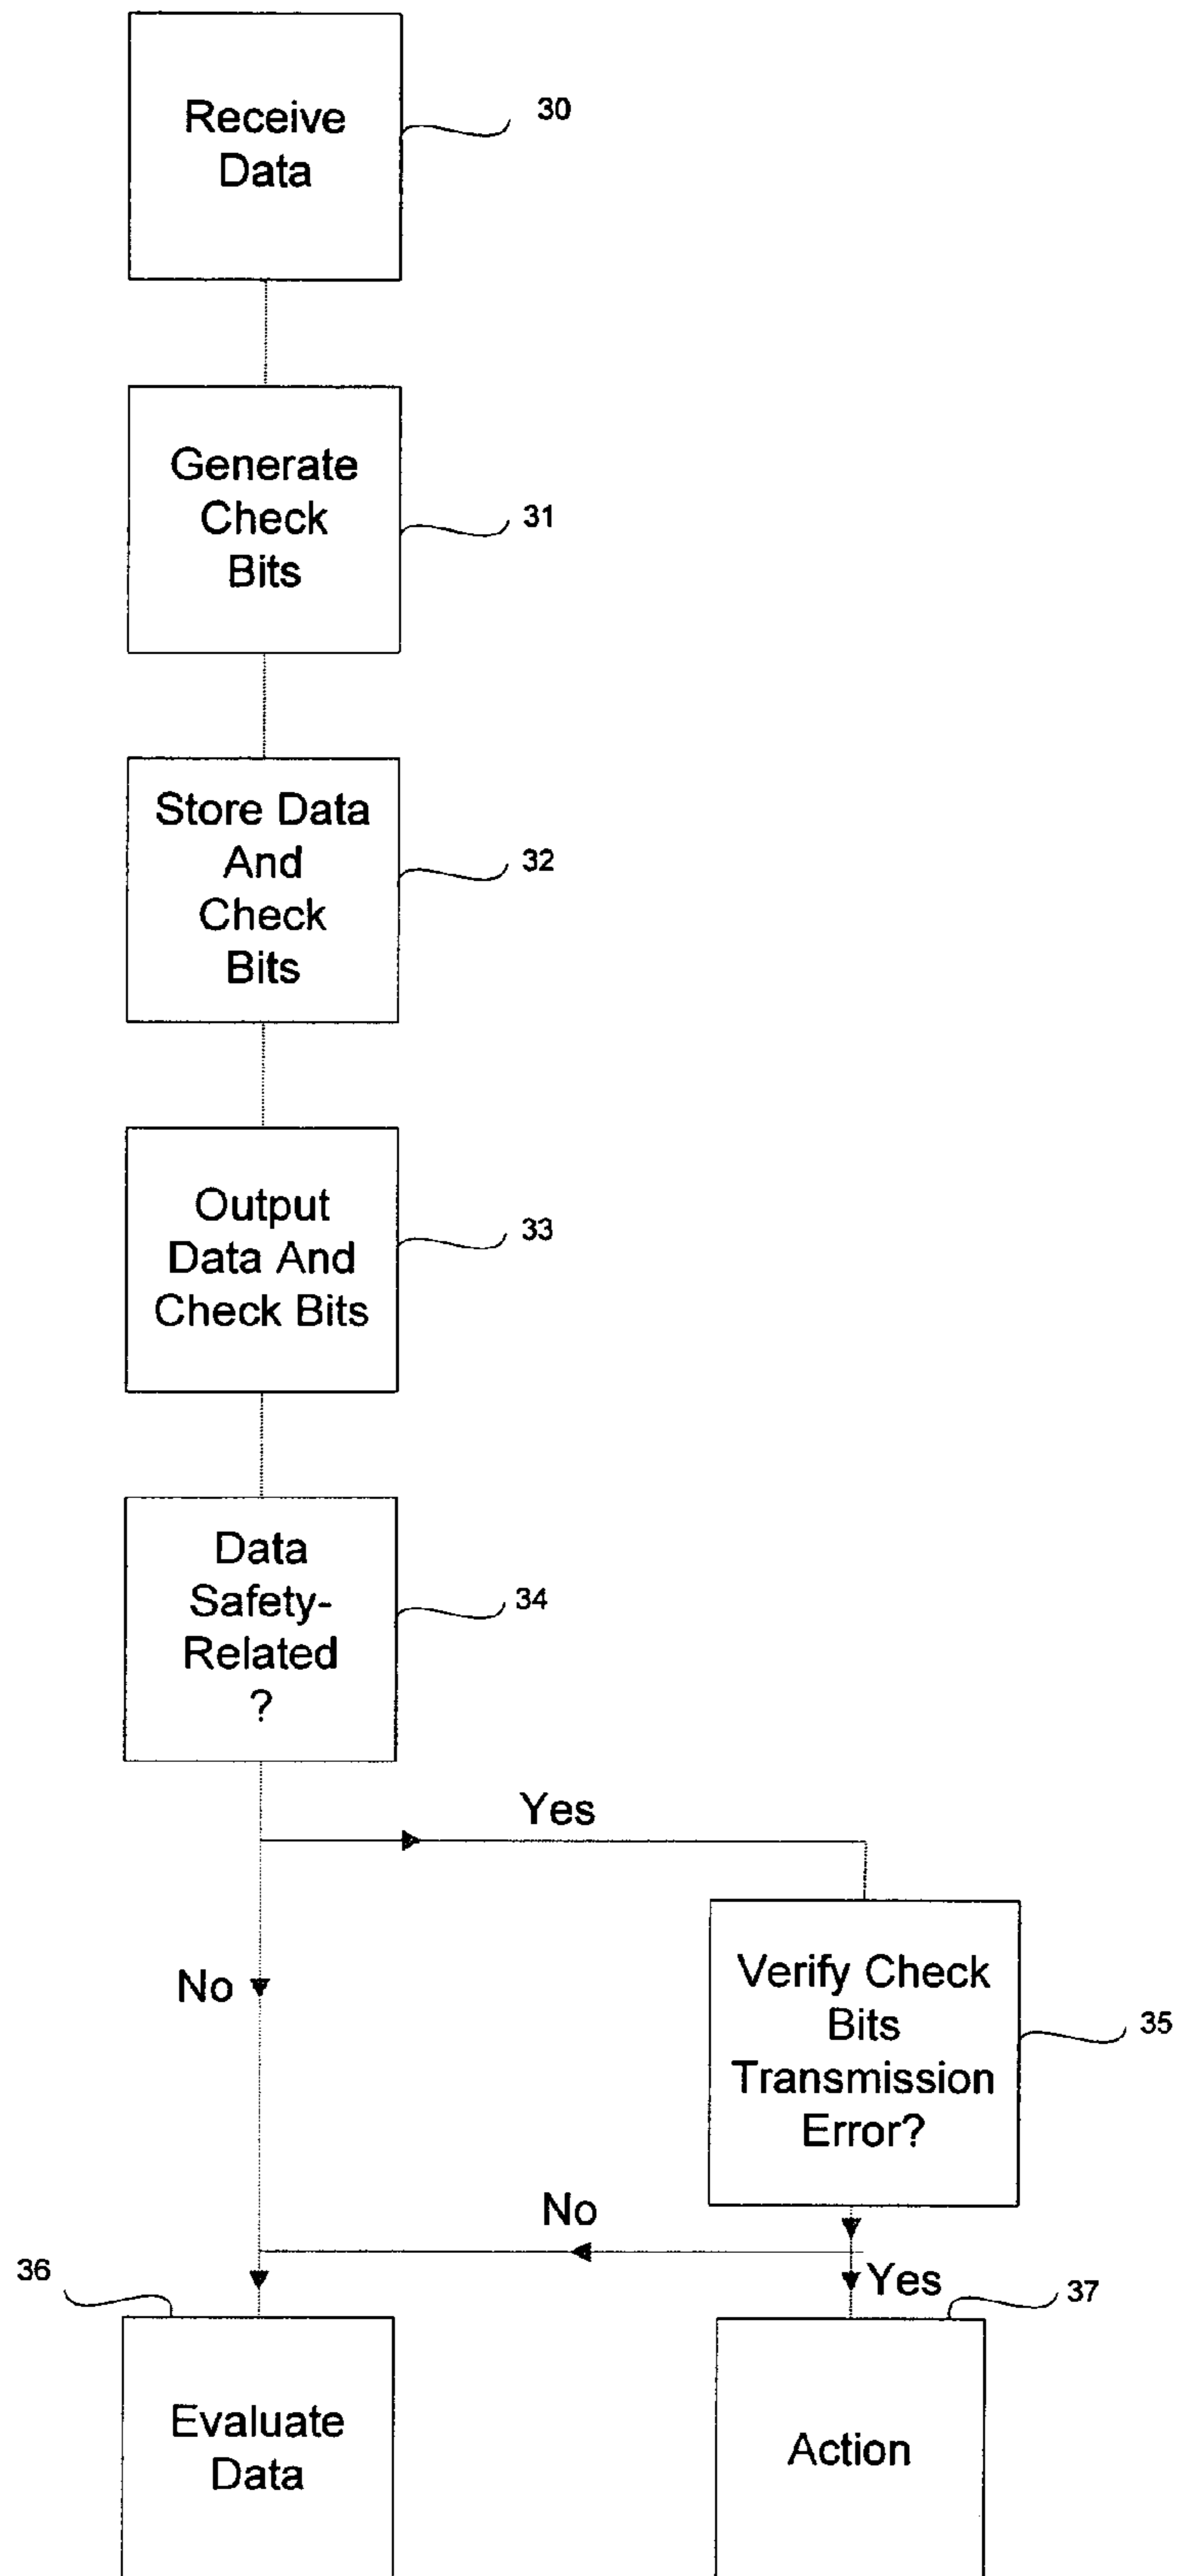 Receive
Data
30
Generate
Check
Bits
31
Store Data
And
Check
Bits
32
Output
Data And
Check Bits
33
Data
Safety-
Related
?
34
Yes
No
Verify Check
Bits
Transmission
Error?
35
No
Yes
36
37
Evaluate
Data
Action